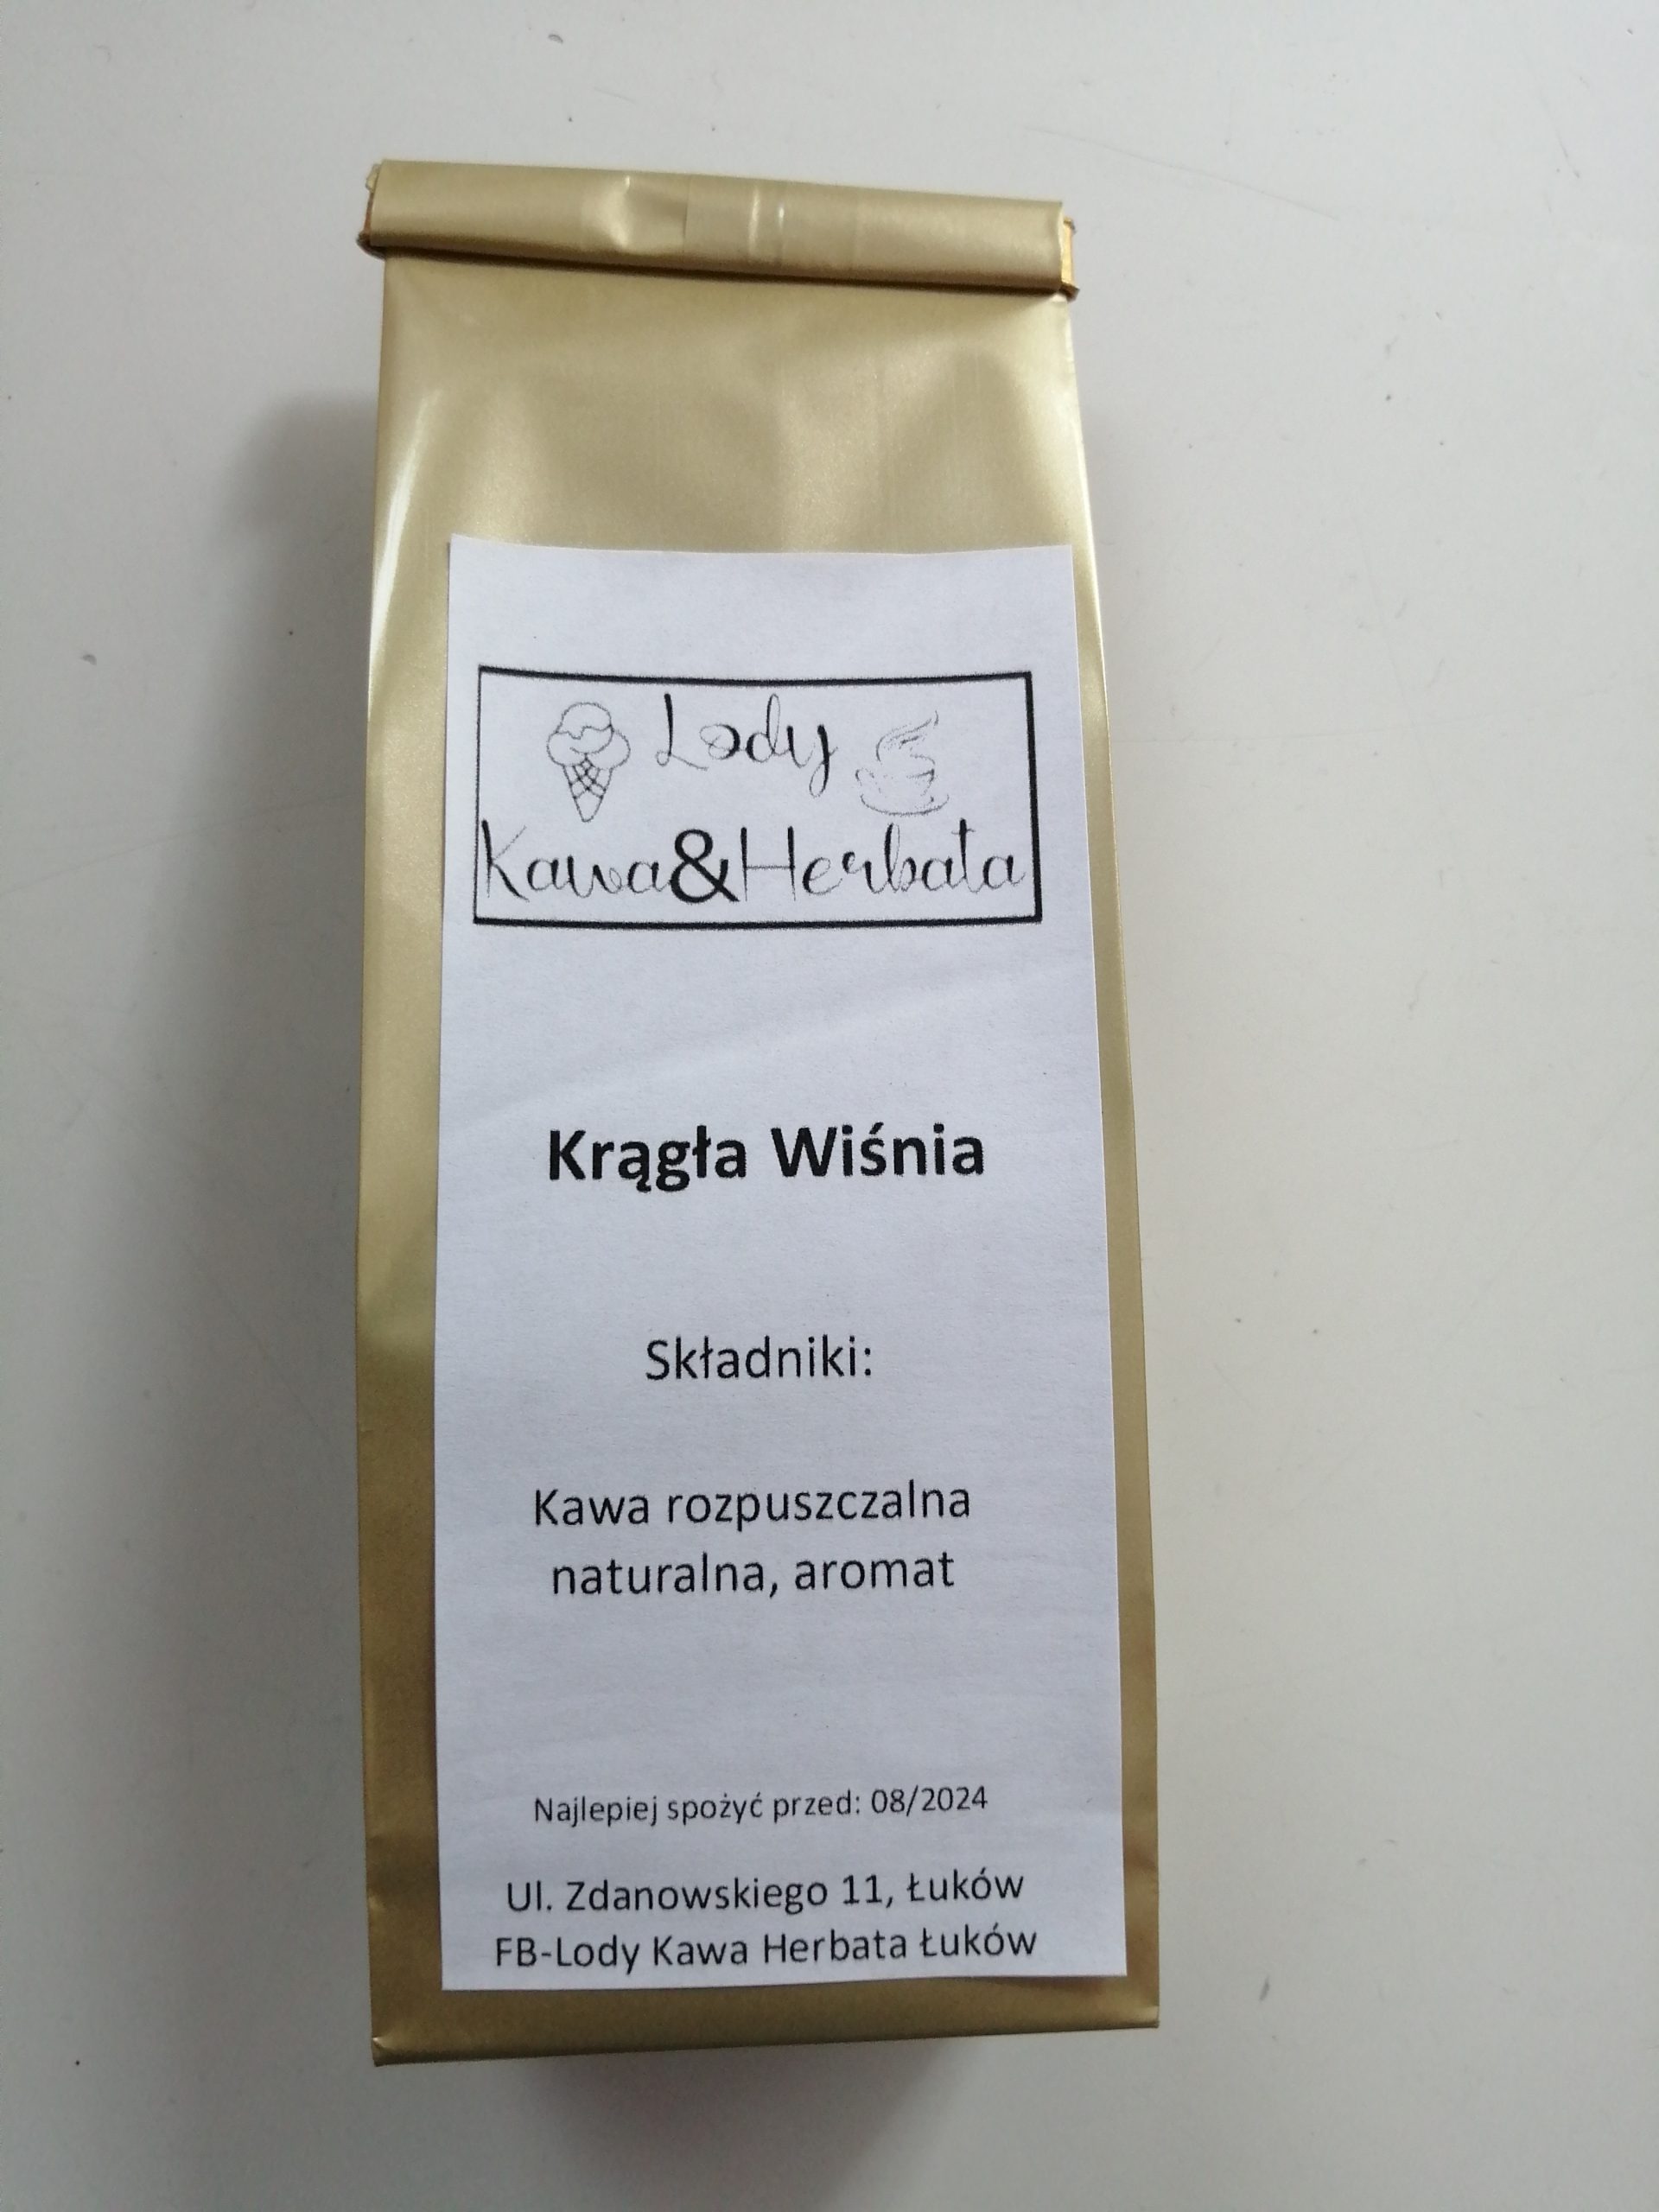 Lody
Kawa&Herbata
Krągła Wiśnia
Składniki:
Kawa rozpuszczalna
naturalna, aromat
Najlepiej spożyć przed: 08/2024
Ul. Zdanowskiego 11, Łuków
FB-Lody Kawa Herbata Łuków